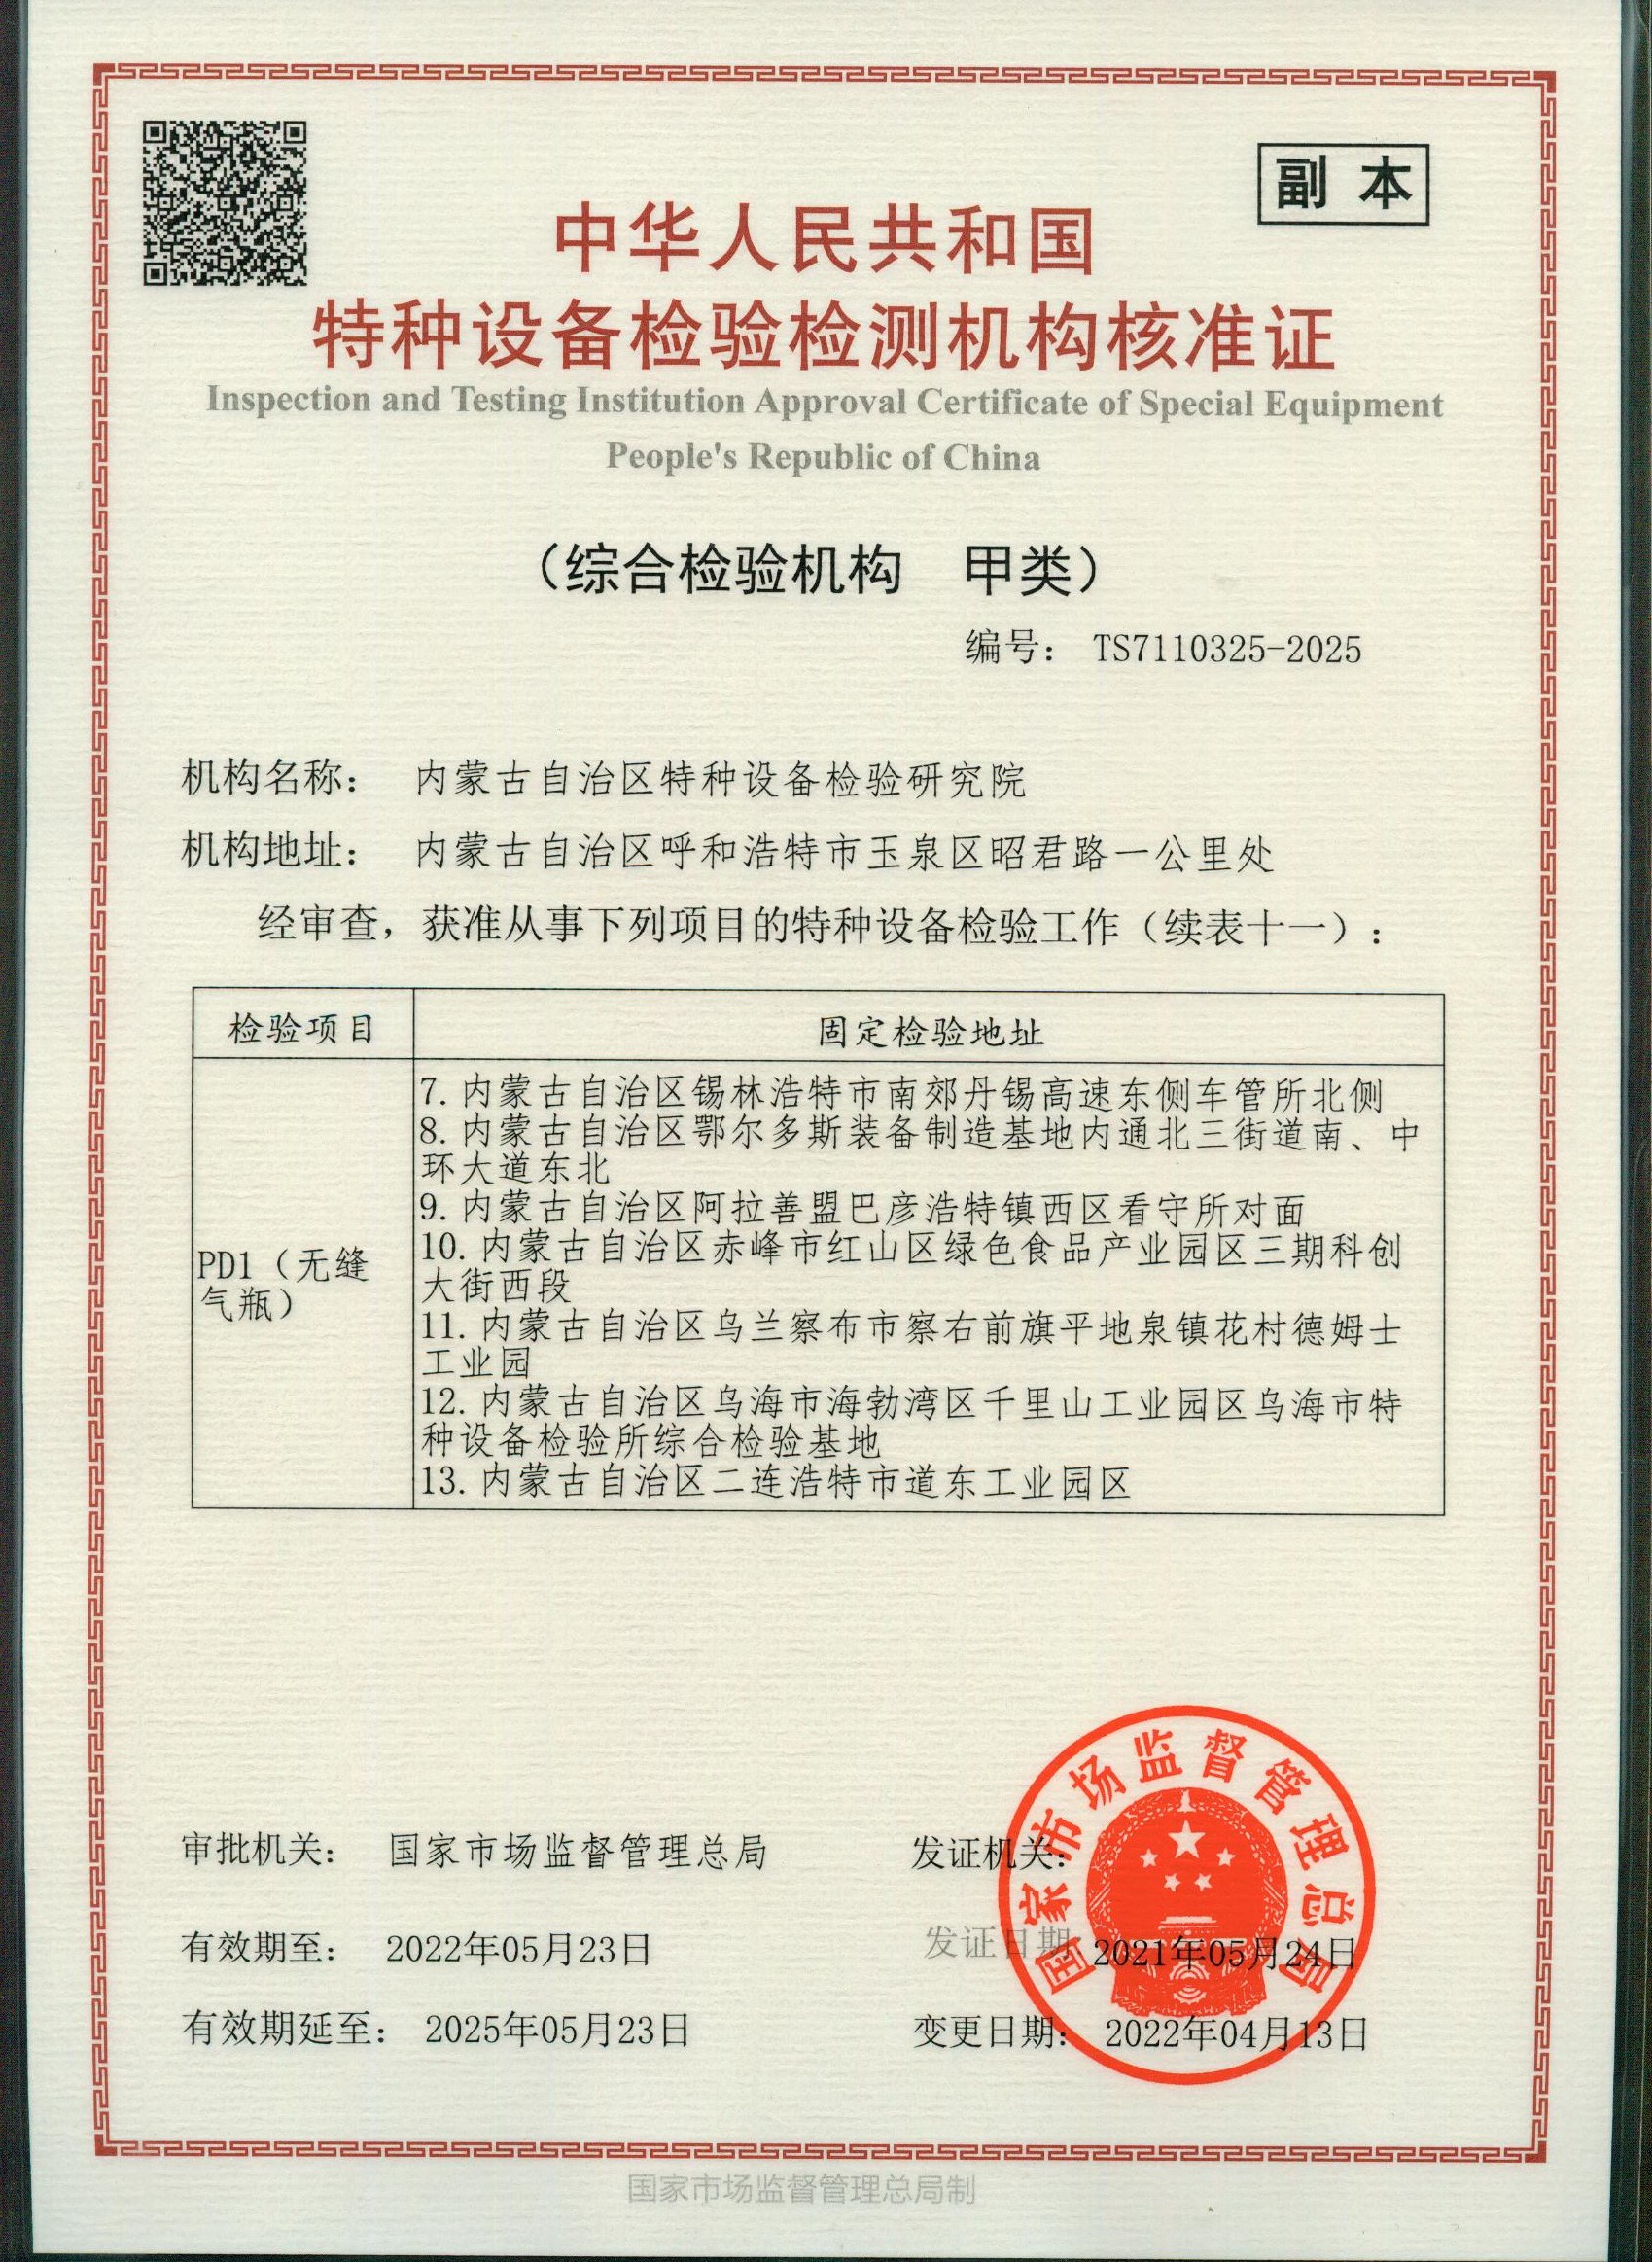 副 本
中华人民共和国
特种设备检验检测机构核准证
Inspection and Testing Institution Approval Certificate of Special Equipment
People's Republic of China
（综合检验机构 甲类）
编号： TS7110325-2025
机构名称： 内蒙古自治区特种设备检验研究院
机构地址： 内蒙古自治区呼和浩特市玉泉区昭君路一公里处
经审查，获准从事下列项目的特种设备检验工作（续表十一）：
检验项目 固定检验地址
PD1（无缝
气瓶）
7. 内蒙古自治区锡林浩特市南郊丹锡高速东侧车管所北侧
8. 内蒙古自治区鄂尔多斯装备制造基地内通北三街道南、中
环大道东北
9. 内蒙古自治区阿拉善盟巴彦浩特镇西区看守所对面
10. 内蒙古自治区赤峰市红山区绿色食品产业园区三期科创
大街西段
11. 内蒙古自治区乌兰察布市察右前旗平地泉镇花村德姆士
工业园
12. 内蒙古自治区乌海市海勃湾区千里山工业园区乌海市特
种设备检验所综合检验基地
13. 内蒙古自治区二连浩特市道东工业园区
审批机关： 国家市场监督管理总局
发证机关：
国家市场监督管理总局
有效期至： 2022年05月23日
发证日期 2021年05月24日
有效期延至： 2025年05月23日
变更日期： 2022年04月13日
国家市场监督管理总局制